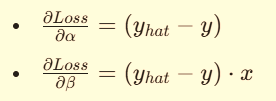 • ∂Loss/∂α = (y_hat − y)
• ∂Loss/∂β = (y_hat − y) · x